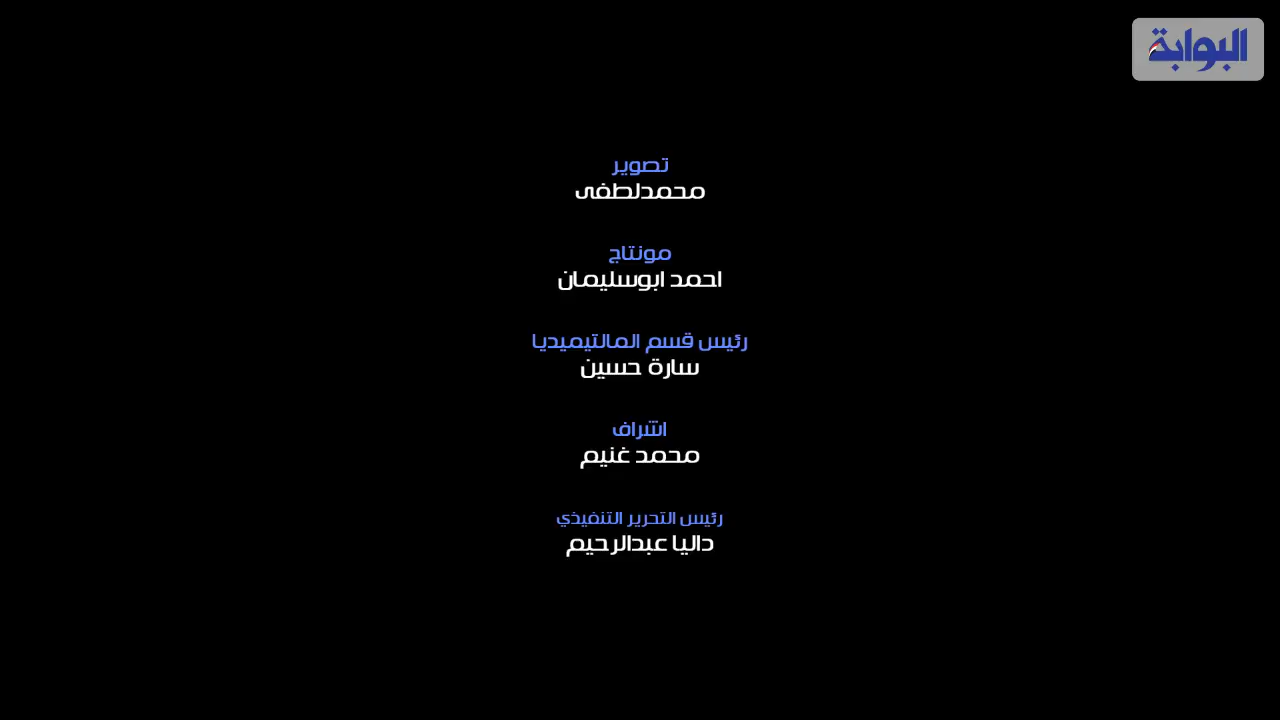 البوابة
تصوير
محمدلطفى
مونتاج
احمد ابوسليمان
رئيس قسم المالتيميديا
سارة حسين
اشراف
محمد غنيم
رئيس التحرير التنفيذي
داليا عبدالرحيم